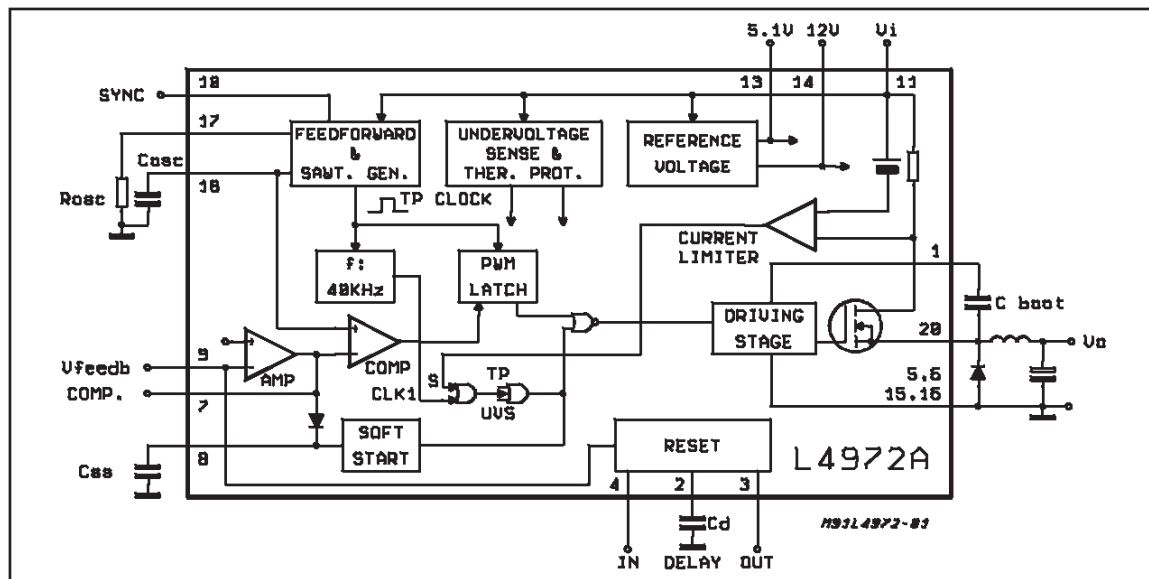 5.1V 12V Vi
18 13 14 11
SYNC
17
Cosc
Rosc
16
FEEDFORWARD
&
SAWT. GEN.
UNDERVOLTAGE
SENSE &
THER. PROT.
REFERENCE
VOLTAGE
TP CLOCK
f:
40KHz
PWM
LATCH
CURRENT
LIMITER
1
C boot
DRIVING
STAGE
20
Vo
5,6
15,16
COMP
AMP
9
Vfeedb
COMP.
7
S
CLK1
TP
UVS
Css
8
SOFT
START
RESET
L4972A
4 2 3
Cd
IN DELAY OUT
M91L4972-01